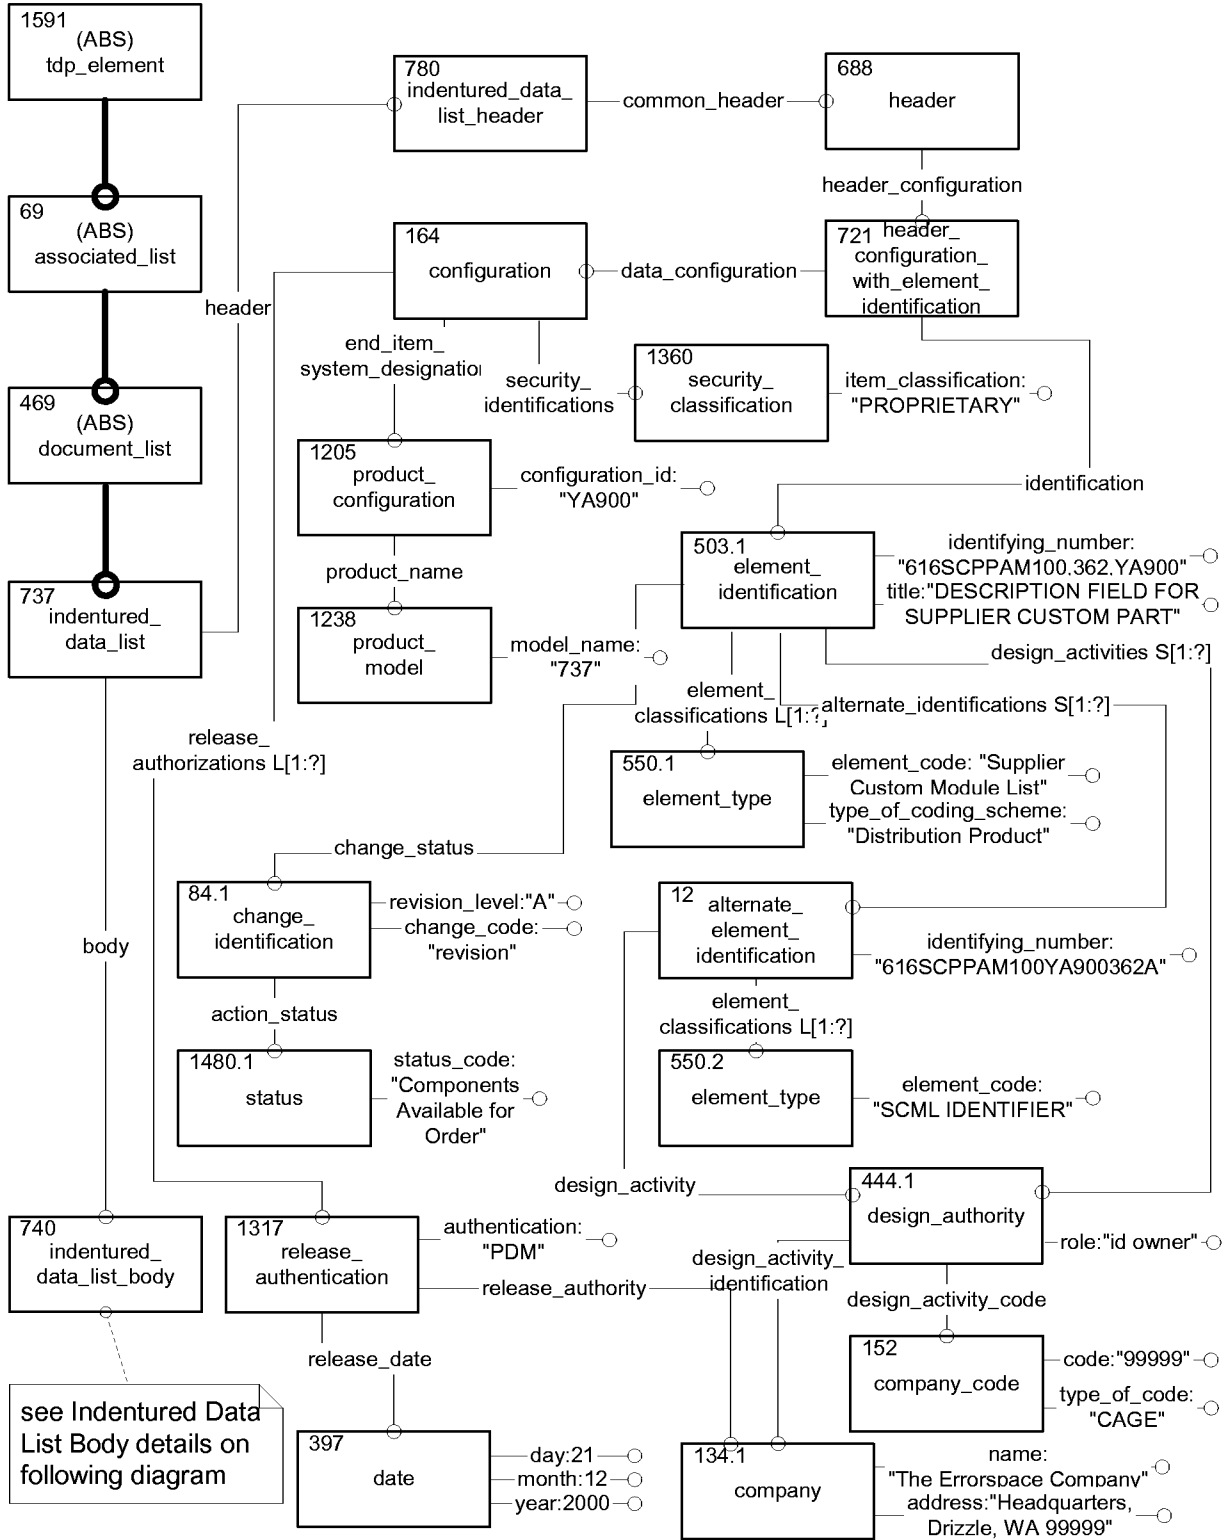 1591
(ABS)
tdp_element
780
indentured_data_
list_header
common_header
688
header
header_configuration
69
(ABS)
associated_list
header
164
configuration
data_configuration
721
header_
configuration_
with_element_
identification
end_item_
system_designatio
security_
identifications
1360
security_
classification
item_classification:
"PROPRIETARY"
469
(ABS)
document_list
1205
product_
configuration
configuration_id:
"YA900"
identification
product_name
503.1
element_
identification
identifying_number:
"616SCPPAM100.362.YA900"
title:"DESCRIPTION FIELD FOR
SUPPLIER CUSTOM PART"
737
indentured_
data_list
1238
product_
model
model_name:
"737"
design_activities S[1:?]
element_
classifications L[1:?]
alternate_identifications S[1:?]
release_
authorizations L[1:?]
550.1
element_type
element_code: "Supplier
Custom Module List"
type_of_coding_scheme:
"Distribution Product"
change_status
84.1
change_
identification
revision_level:"A"
change_code:
"revision"
12
alternate_
element_
identification
identifying_number:
"616SCPPAM100YA900362A"
body
action_status
element_
classifications L[1:?]
1480.1
status
status_code:
"Components
Available for
Order"
550.2
element_type
element_code:
"SCML IDENTIFIER"
design_activity
444.1
design_authority
role:"id owner"
740
indentured_
data_list_body
1317
release_
authentication
authentication:
"PDM"
release_authority
design_activity_
identification
design_activity_code
release_date
152
company_code
code:"99999"
type_of_code:
"CAGE"
see Indentured Data
List Body details on
following diagram
397
date
day:21
month:12
year:2000
134.1
company
name:
"The Errorspace Company"
address:"Headquarters,
Drizzle, WA 99999"